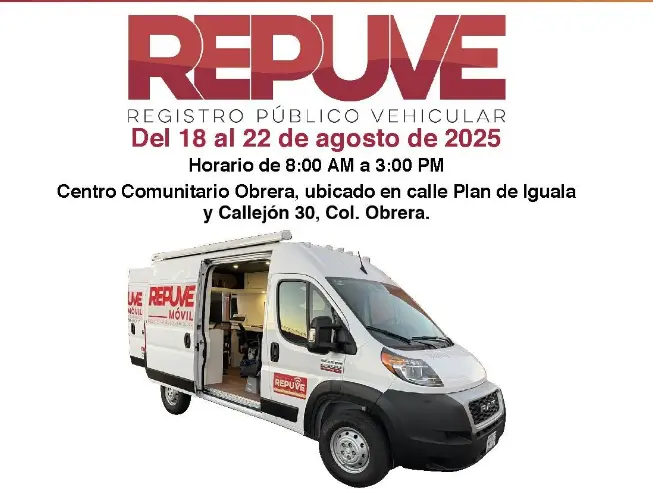 REPUVE
REGISTRO PÚBLICO VEHICULAR
Del 18 al 22 de agosto de 2025
Horario de 8:00 AM a 3:00 PM
Centro Comunitario Obrera, ubicado en calle Plan de Iguala
y Callejón 30, Col. Obrera.
REPUVE
MÓVIL
REPUVE
MÓVIL
REPUVE
RAM